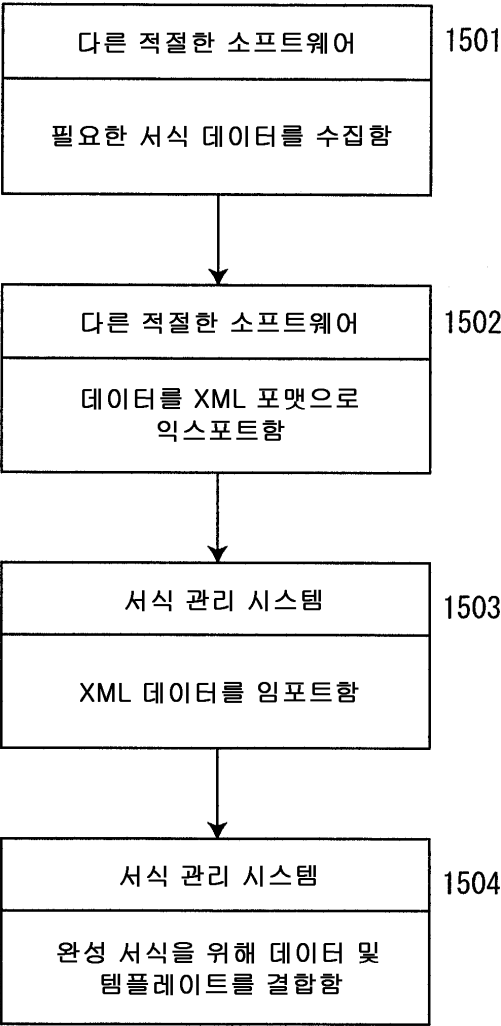 다른 적절한 소프트웨어
1501
필요한 서식 데이터를 수집함
다른 적절한 소프트웨어
1502
데이터를 XML 포맷으로
익스포트함
서식 관리 시스템
1503
XML 데이터를 임포트함
서식 관리 시스템
1504
완성 서식을 위해 데이터 및
템플레이트를 결합함